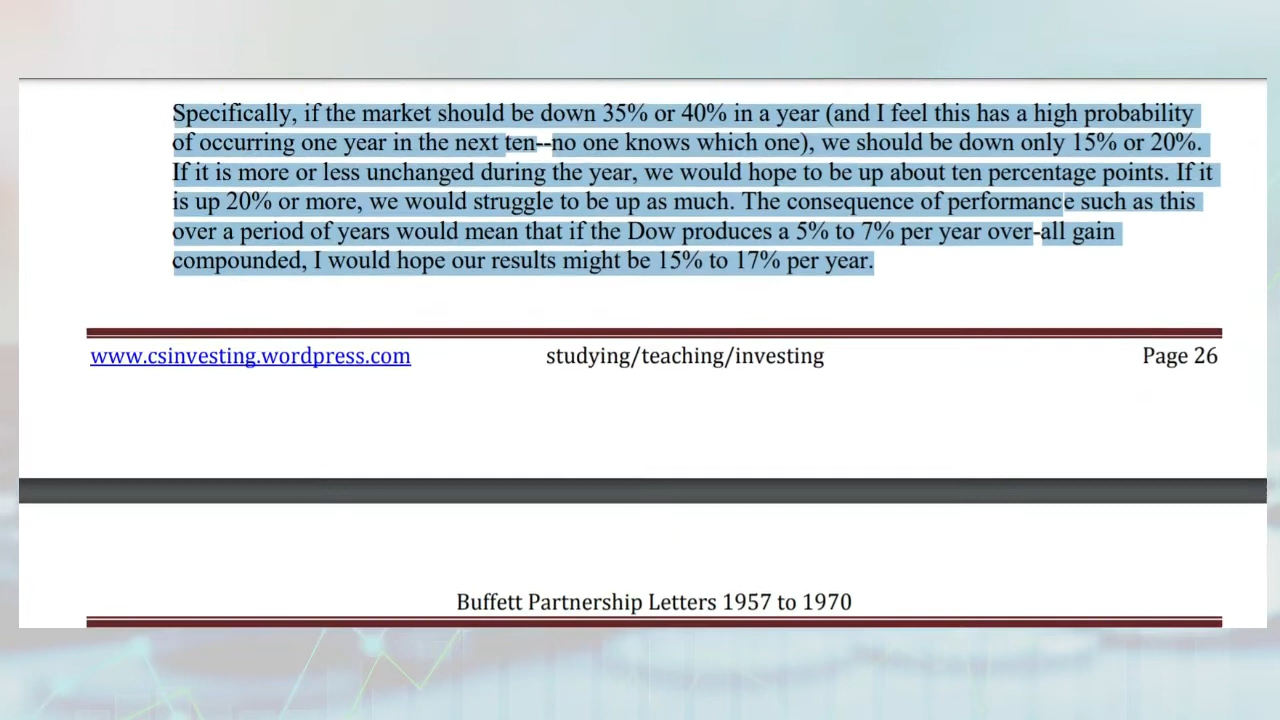 Specifically, if the market should be down 35% or 40% in a year (and I feel this has a high probability
of occurring one year in the next ten--no one knows which one), we should be down only 15% or 20%.
If it is more or less unchanged during the year, we would hope to be up about ten percentage points. If it
is up 20% or more, we would struggle to be up as much. The consequence of performance such as this
over a period of years would mean that if the Dow produces a 5% to 7% per year over-all gain
compounded, I would hope our results might be 15% to 17% per year.
www.csinvesting.wordpress.com studying/teaching/investing Page 26
Buffett Partnership Letters 1957 to 1970